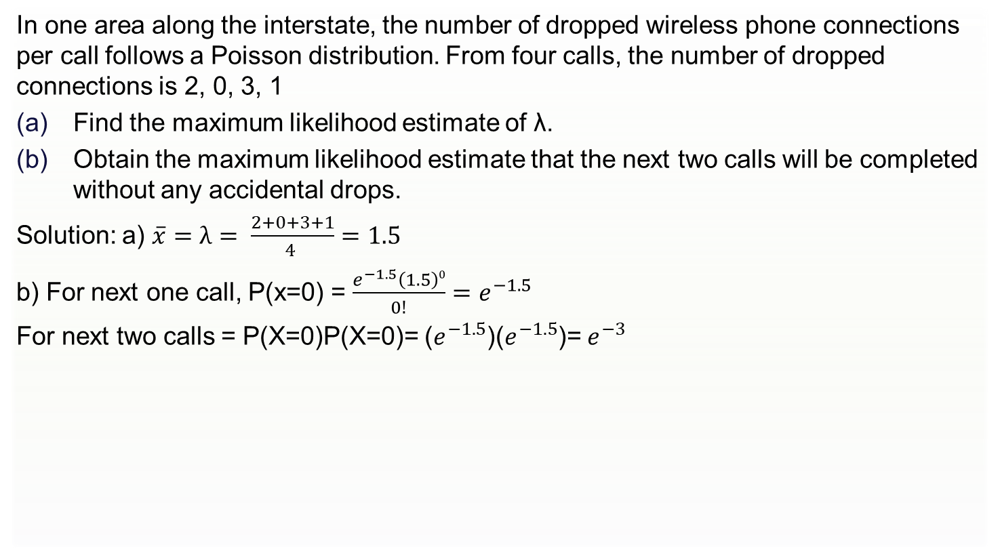 In one area along the interstate, the number of dropped wireless phone connections
per call follows a Poisson distribution. From four calls, the number of dropped
connections is 2, 0, 3, 1
(a) Find the maximum likelihood estimate of λ.
(b) Obtain the maximum likelihood estimate that the next two calls will be completed
without any accidental drops.
Solution: a) x̄ = λ = (2+0+3+1)/4 = 1.5
b) For next one call, P(x=0) = e^−1.5(1.5)^0/0! = e^−1.5
For next two calls = P(X=0)P(X=0)= (e^−1.5)(e^−1.5)= e^−3